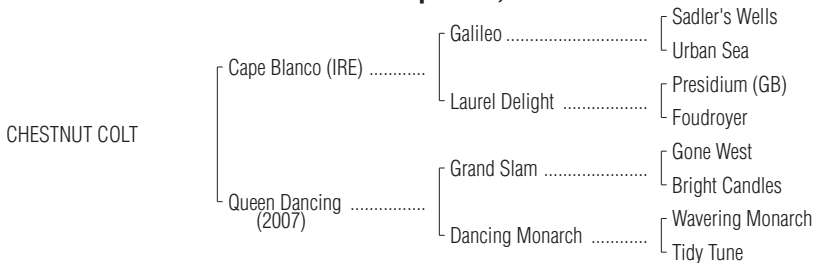 Sadler's Wells
Galileo ................................
Urban Sea
Cape Blanco (IRE) ............
Presidium (GB)
Laurel Delight ...................
Foudroyer
CHESTNUT COLT
Gone West
Grand Slam .......................
Bright Candles
Queen Dancing ................
(2007)
Wavering Monarch
Dancing Monarch .............
Tidy Tune